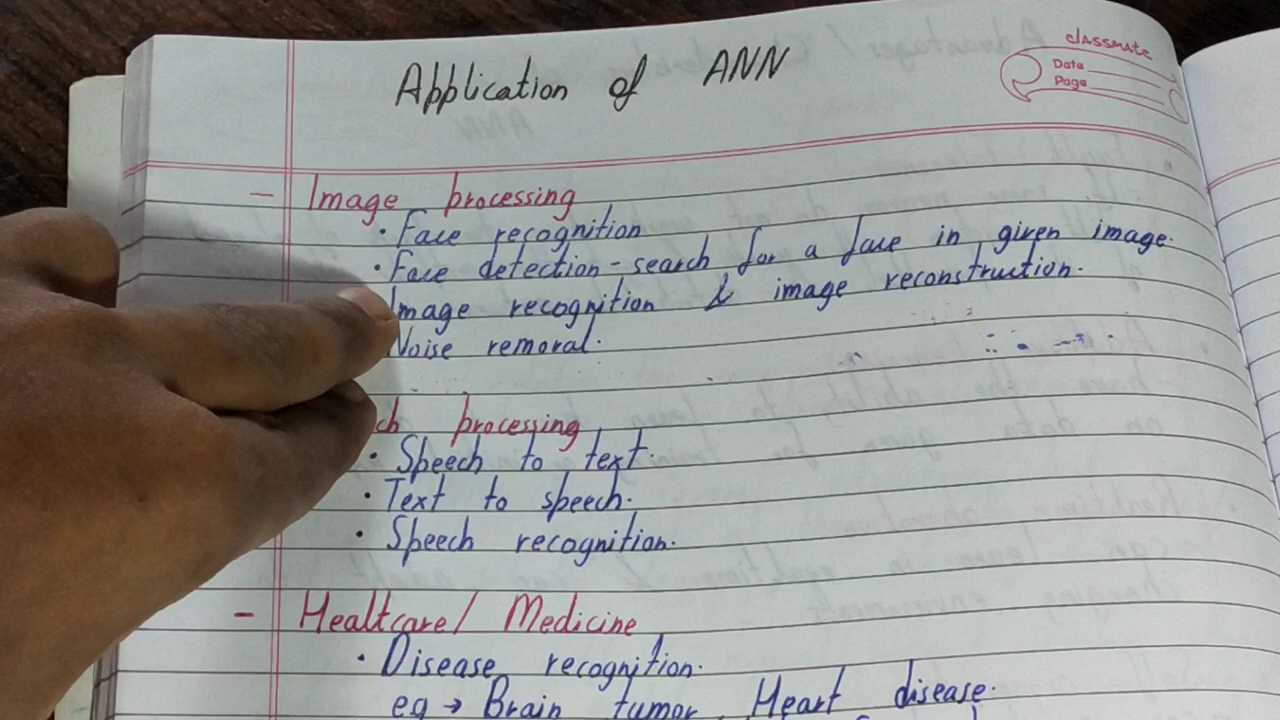 Application of ANN
classmate
Date
Page
- Image processing
• Face recognition
• Face detection - search for a face in given image.
Image recognition & image reconstruction.
Noise removal.
ch processing
• Speech to text.
• Text to speech.
• Speech recognition.
- Healtcare/ Medicine
• Disease recognition.
eg → Brain tumor, Heart disease.